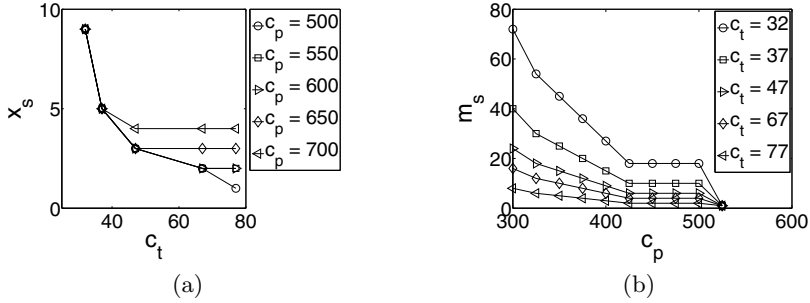 10
5
0
40 60 80
x_s
c_t
c_p = 500
c_p = 550
c_p = 600
c_p = 650
c_p = 700
(a)
80
60
40
20
0
300 400 500 600
m_s
c_p
c_t = 32
c_t = 37
c_t = 47
c_t = 67
c_t = 77
(b)